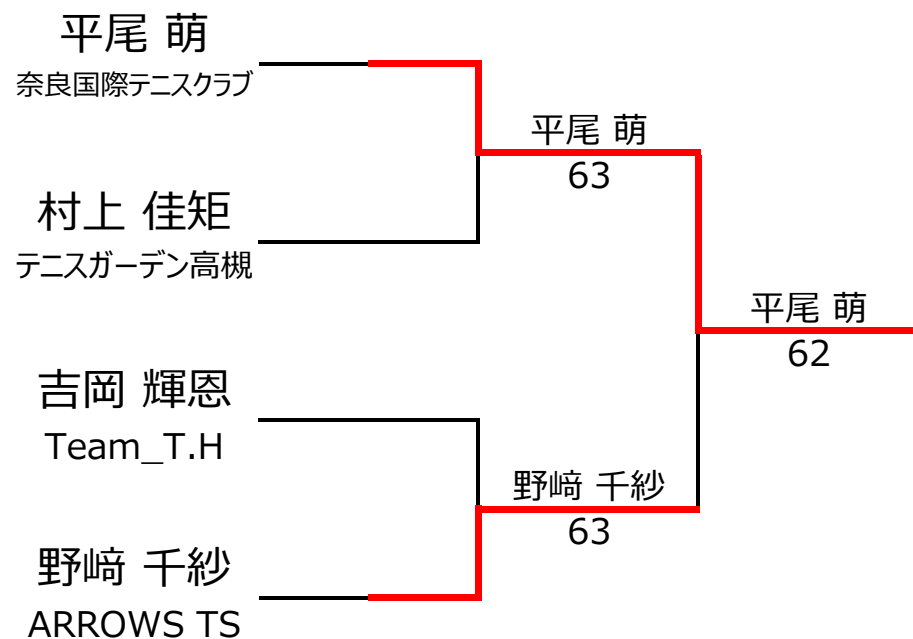 平尾 萌
奈良国際テニスクラブ
平尾 萌
63
村上 佳矩
テニスガーデン高槻
平尾 萌
62
吉岡 輝恩
Team_T.H
野﨑 千紗
63
野﨑 千紗
ARROWS TS